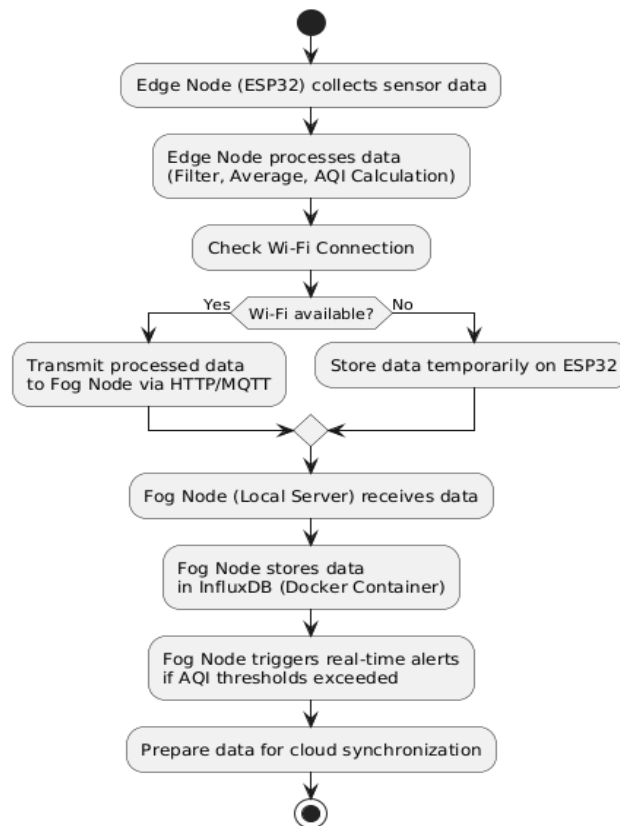 Edge Node (ESP32) collects sensor data
Edge Node processes data
(Filter, Average, AQI Calculation)
Check Wi-Fi Connection
Yes
Wi-Fi available?
No
Transmit processed data
to Fog Node via HTTP/MQTT
Store data temporarily on ESP32
Fog Node (Local Server) receives data
Fog Node stores data
in InfluxDB (Docker Container)
Fog Node triggers real-time alerts
if AQI thresholds exceeded
Prepare data for cloud synchronization